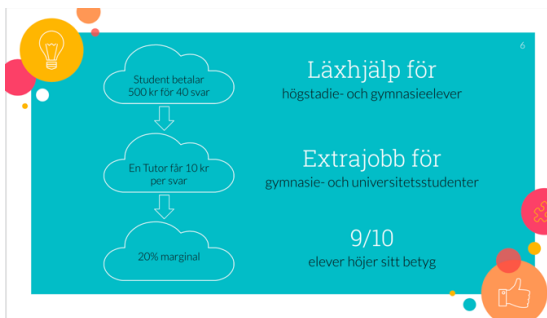 6
Student betalar
500 kr för 40 svar
En Tutor får 10 kr
per svar
20% marginal
Läxhjälp för
högstadie- och gymnasieelever
Extrajobb för
gymnasie- och universitetsstudenter
9/10
elever höjer sitt betyg